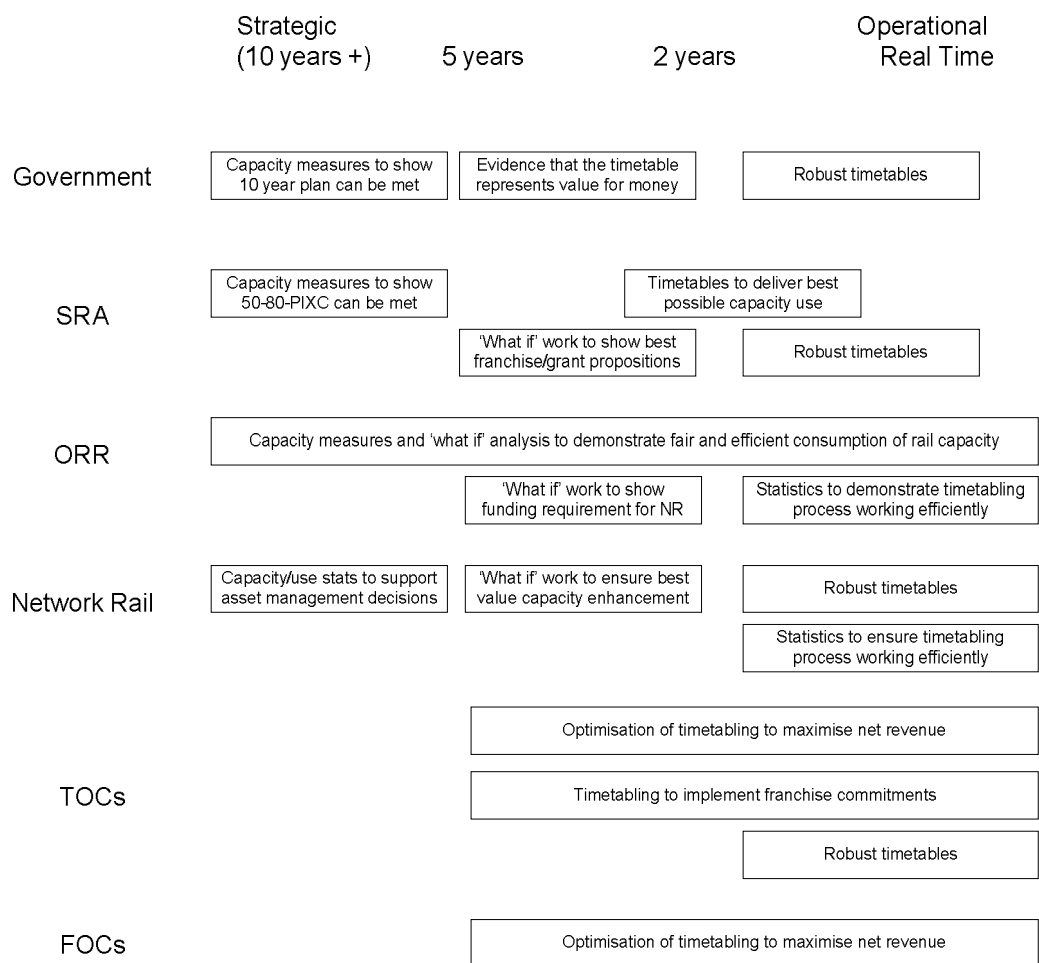 Strategic
(10 years +)
5 years
2 years
Operational
Real Time
Government
Capacity measures to show
10 year plan can be met
Evidence that the timetable
represents value for money
Robust timetables
SRA
Capacity measures to show
50-80-PIXC can be met
Timetables to deliver best
possible capacity use
‘What if’ work to show best
franchise/grant propositions
Robust timetables
ORR
Capacity measures and ‘what if’ analysis to demonstrate fair and efficient consumption of rail capacity
‘What if’ work to show
funding requirement for NR
Statistics to demonstrate timetabling
process working efficiently
Network Rail
Capacity/use stats to support
asset management decisions
‘What if’ work to ensure best
value capacity enhancement
Robust timetables
Statistics to ensure timetabling
process working efficiently
TOCs
Optimisation of timetabling to maximise net revenue
Timetabling to implement franchise commitments
Robust timetables
FOCs
Optimisation of timetabling to maximise net revenue